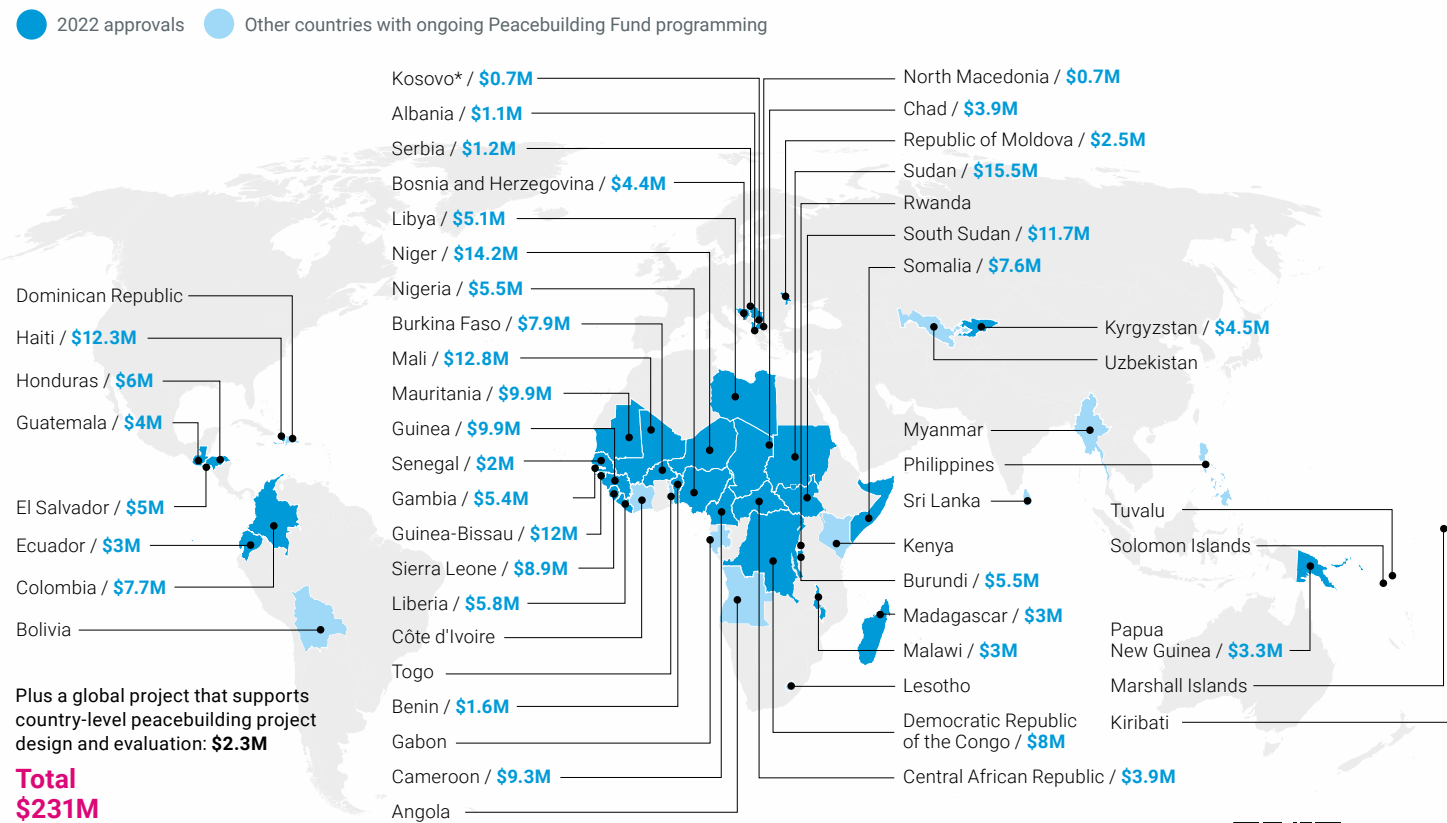 2022 approvals
Other countries with ongoing Peacebuilding Fund programming
Dominican Republic
Haiti / $12.3M
Honduras / $6M
Guatemala / $4M
El Salvador / $5M
Ecuador / $3M
Colombia / $7.7M
Bolivia
Plus a global project that supports
country-level peacebuilding project
design and evaluation: $2.3M
Total
$231M
Kosovo* / $0.7M
Albania / $1.1M
Serbia / $1.2M
Bosnia and Herzegovina / $4.4M
Libya / $5.1M
Niger / $14.2M
Nigeria / $5.5M
Burkina Faso / $7.9M
Mali / $12.8M
Mauritania / $9.9M
Guinea / $9.9M
Senegal / $2M
Gambia / $5.4M
Guinea-Bissau / $12M
Sierra Leone / $8.9M
Liberia / $5.8M
Côte d'Ivoire
Togo
Benin / $1.6M
Gabon
Cameroon / $9.3M
Angola
North Macedonia / $0.7M
Chad / $3.9M
Republic of Moldova / $2.5M
Sudan / $15.5M
Rwanda
South Sudan / $11.7M
Somalia / $7.6M
Kyrgyzstan / $4.5M
Uzbekistan
Myanmar
Philippines
Sri Lanka
Kenya
Burundi / $5.5M
Madagascar / $3M
Malawi / $3M
Lesotho
Democratic Republic
of the Congo / $8M
Central African Republic / $3.9M
Tuvalu
Solomon Islands
Papua
New Guinea / $3.3M
Marshall Islands
Kiribati